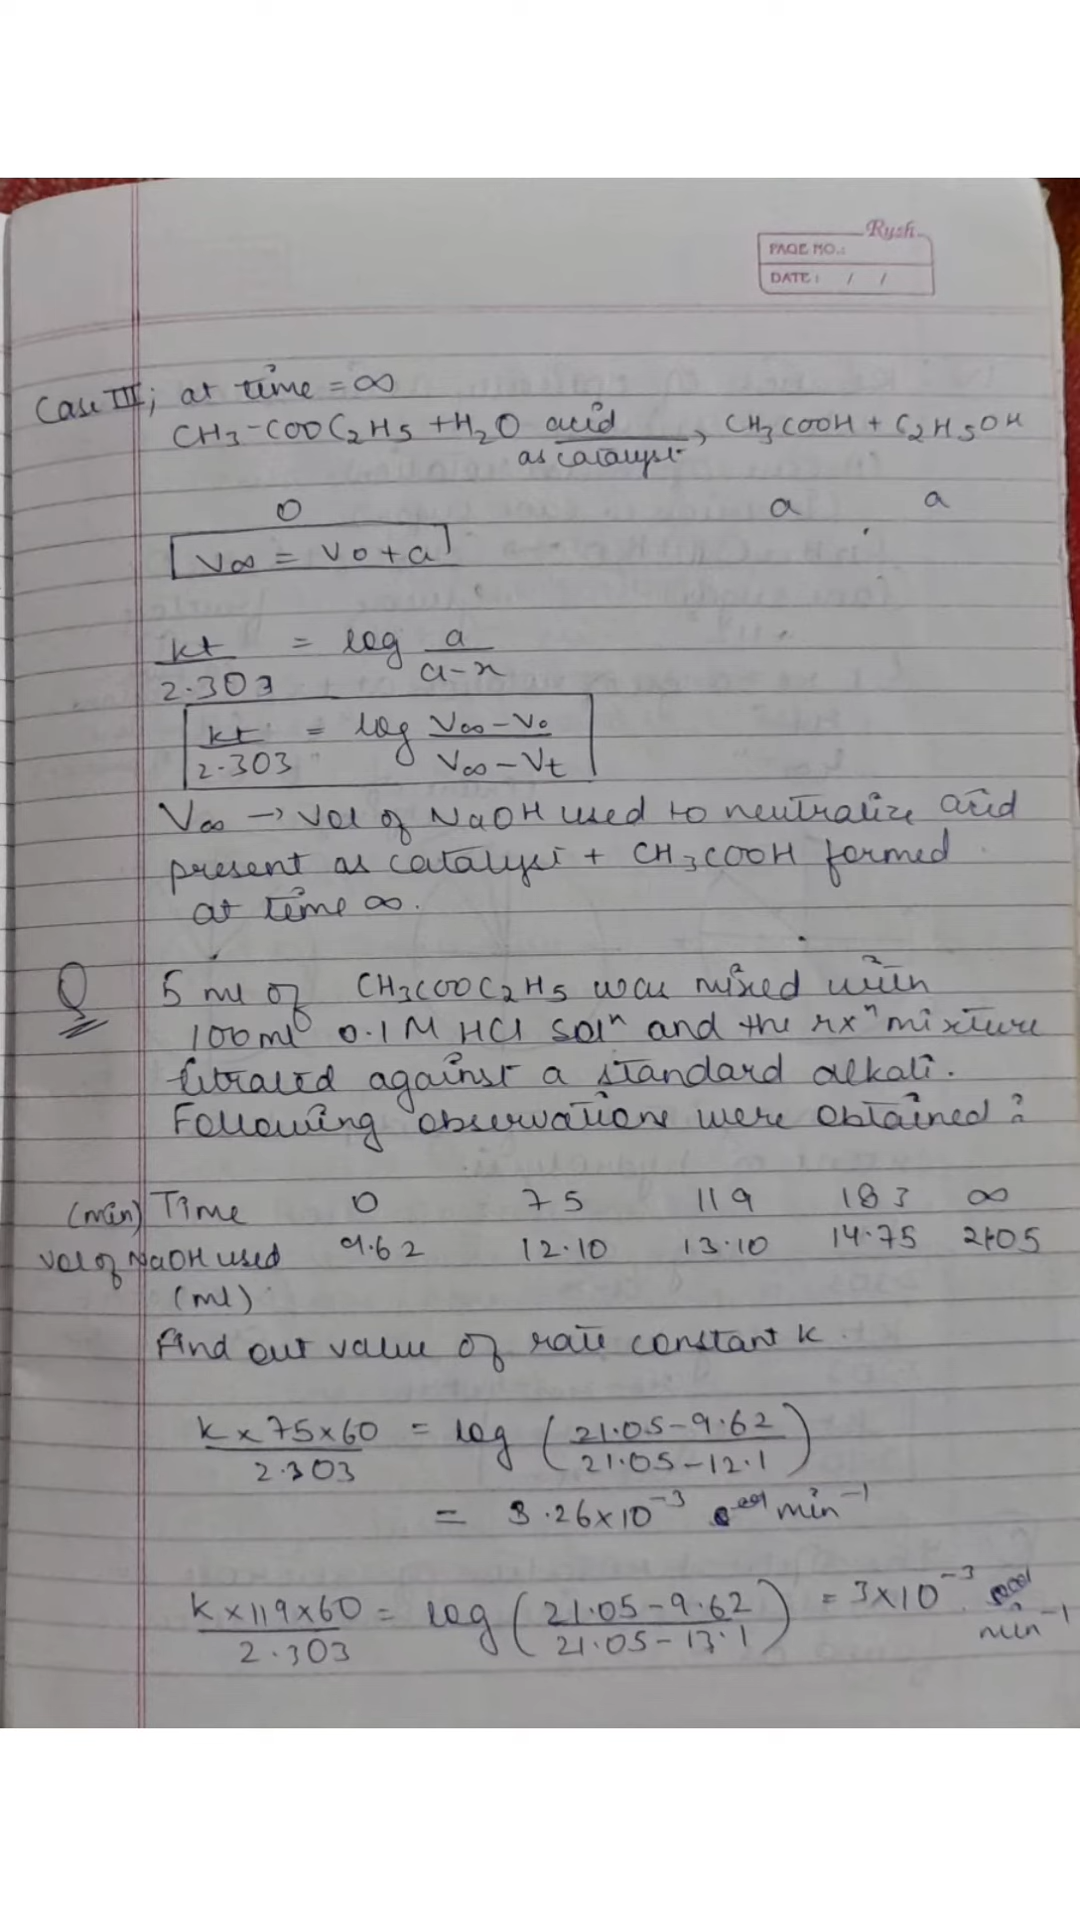 Rysh
PAGE NO.:
DATE: / /
Case III; at time = ∞
CH3-COOC2H5 + H2O acid as catalyst → CH3COOH + C2H5OH
0 a a
V∞ = V0 + a
kt/2.303 = log a/a-x
kt/2.303 = log V∞-V0/V∞-Vt
V∞ → Vol of NaOH used to neutralize acid
present as catalyst + CH3COOH formed
at time ∞.
Q 5 ml of CH3COOC2H5 was mixed with
100ml 0.1M HCl solⁿ and the rxⁿ mixture
titrated against a standard alkali.
Following observations were obtained:
(min) Time 0 75 119 183 ∞
Vol of NaOH used 9.62 12.10 13.10 14.75 21.05
(ml)
Find out value of rate constant k.
k×75×60/2.303 = log (21.05-9.62/21.05-12.1)
= 3.26×10⁻³ min⁻¹
k×119×60/2.303 = log (21.05-9.62/21.05-13.1) = 3×10⁻³
min⁻¹